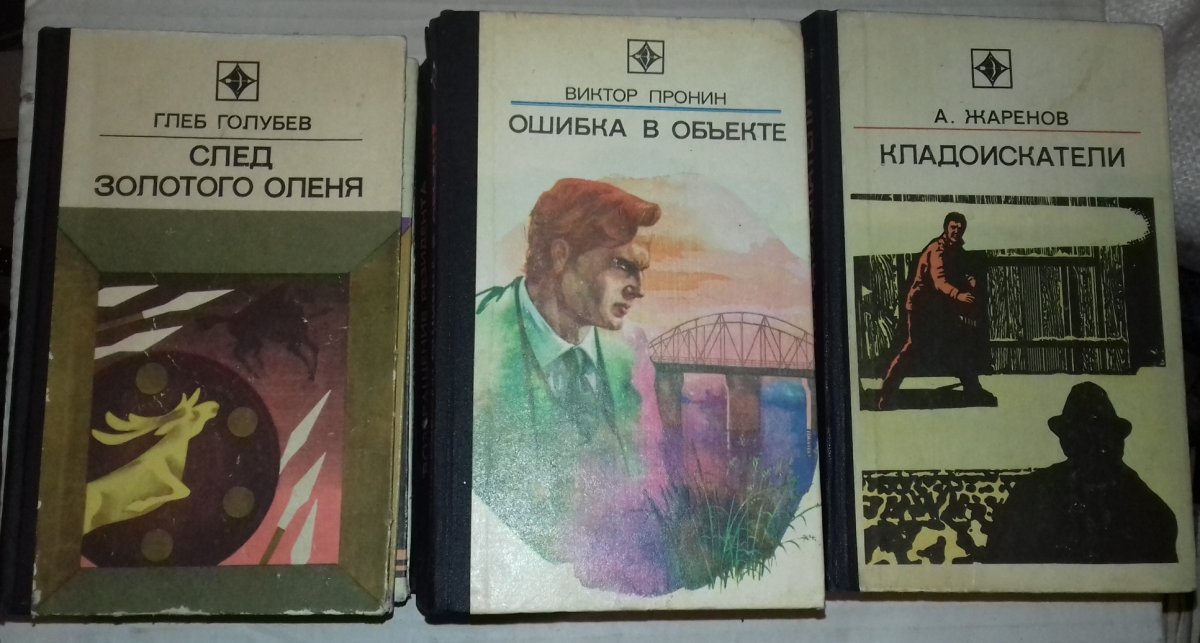 ГЛЕБ ГОЛУБЕВ
СЛЕД
ЗОЛОТОГО ОЛЕНЯ
ВИКТОР ПРОНИН
ОШИБКА В ОБЪЕКТЕ
А. ЖАРЕНОВ
КЛАДОИСКАТЕЛИ